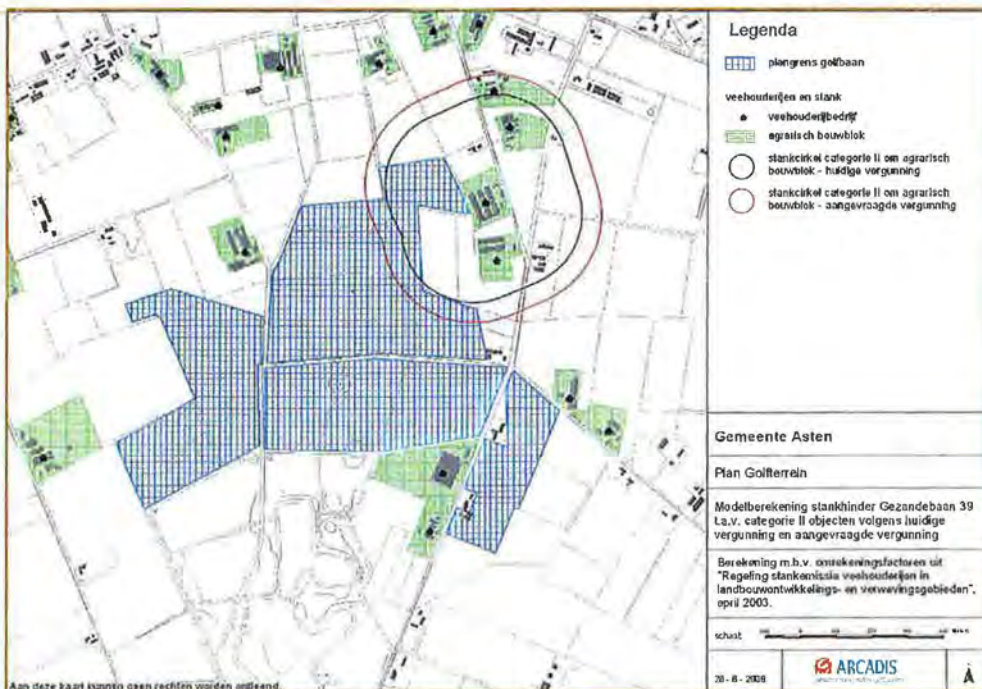 Legenda
plangrens golfbaan
veehouderijen en stank
veehouderijbedrijf
agrarisch bouwblok
stankcirkel categorie II om agrarisch
bouwblok - huidige vergunning
stankcirkel categorie II om agrarisch
bouwblok - aangevraagde vergunning
Gemeente Asten
Plan Golfterrein
Modelberekening stankhinder Gezandebaan 39
t.a.v. categorie II objecten volgens huidige
vergunning en aangevraagde vergunning
Berekening m.b.v. omrekeningsfactoren uit
"Regeling stankemissie veehouderijen in
landbouwontwikkelings- en verwevingsgebieden",
april 2003.
schaal
ARCADIS
Aan deze kaart kunnen geen rechten worden ontleend.